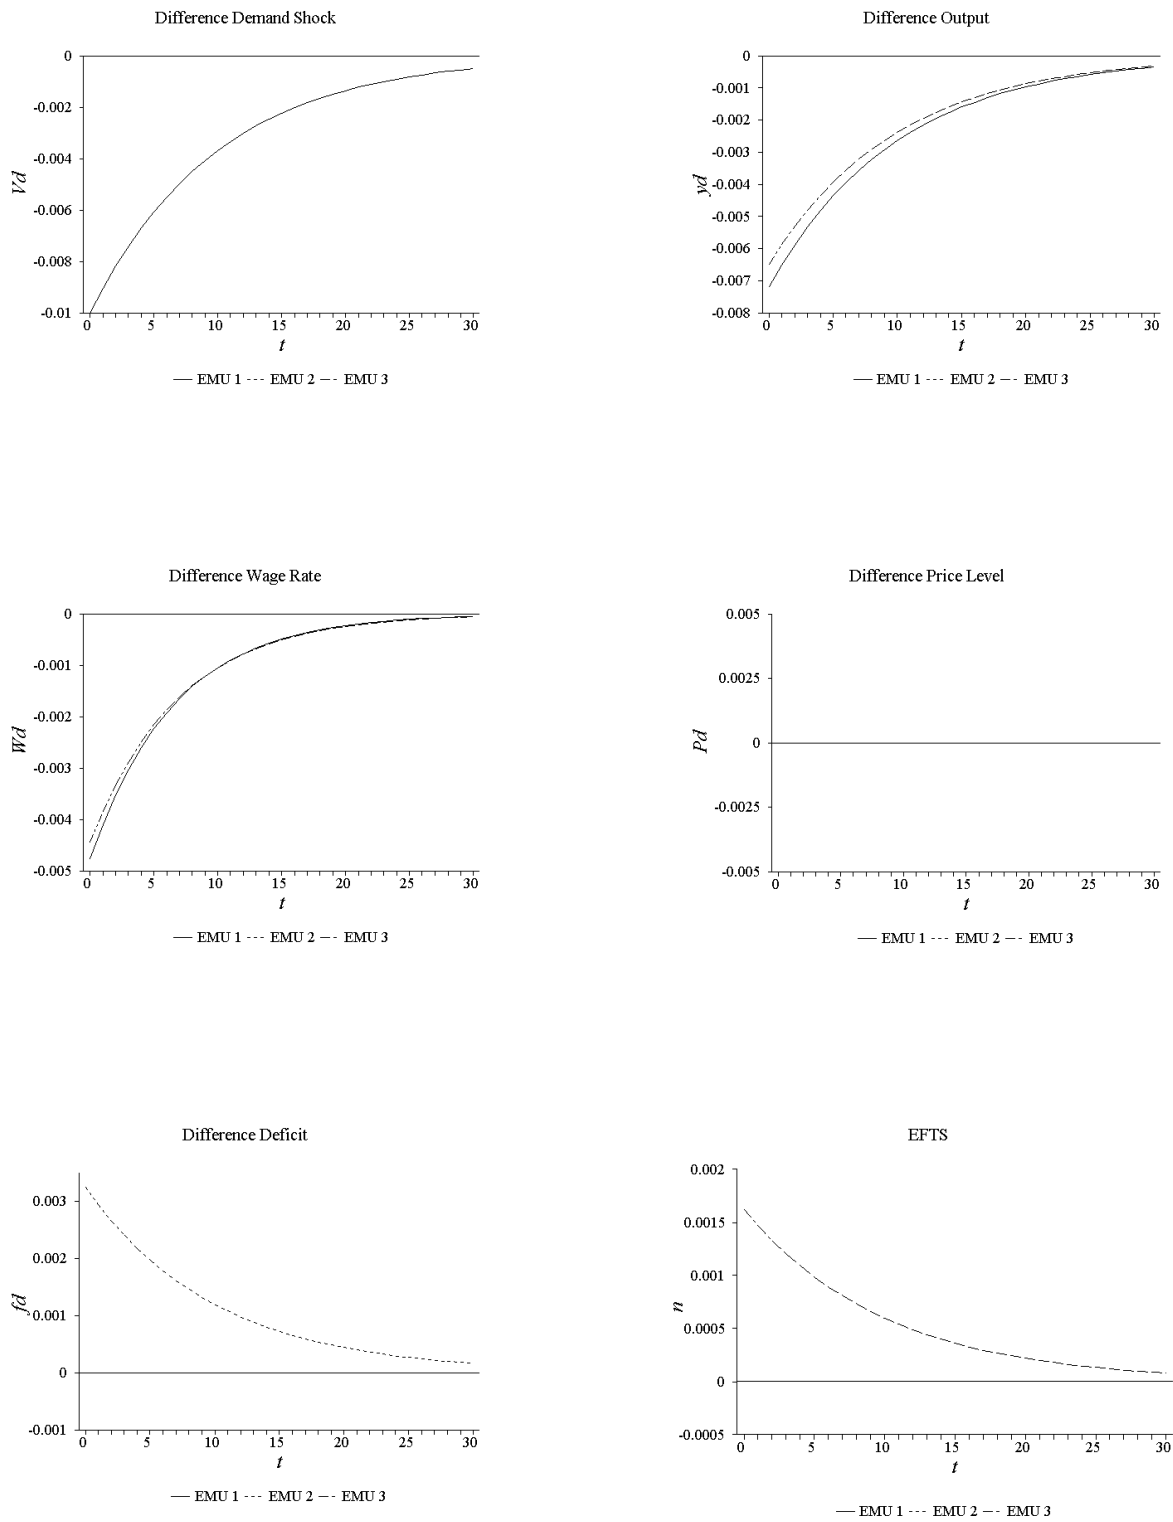 Difference Demand Shock
0
-0.002
-0.004
-0.006
-0.008
-0.01
Vd
0 5 10 15 20 25 30
t
EMU 1 EMU 2 EMU 3
Difference Output
0
-0.001
-0.002
-0.003
-0.004
-0.005
-0.006
-0.007
-0.008
yd
0 5 10 15 20 25 30
t
EMU 1 EMU 2 EMU 3
Difference Wage Rate
0
-0.001
-0.002
-0.003
-0.004
-0.005
Wd
0 5 10 15 20 25 30
t
EMU 1 EMU 2 EMU 3
Difference Price Level
0.005
0.0025
0
-0.0025
-0.005
Pd
0 5 10 15 20 25 30
t
EMU 1 EMU 2 EMU 3
Difference Deficit
0.003
0.002
0.001
0
-0.001
fd
0 5 10 15 20 25 30
t
EMU 1 EMU 2 EMU 3
EFTS
0.002
0.0015
0.001
0.0005
0
-0.0005
n
0 5 10 15 20 25 30
t
EMU 1 EMU 2 EMU 3